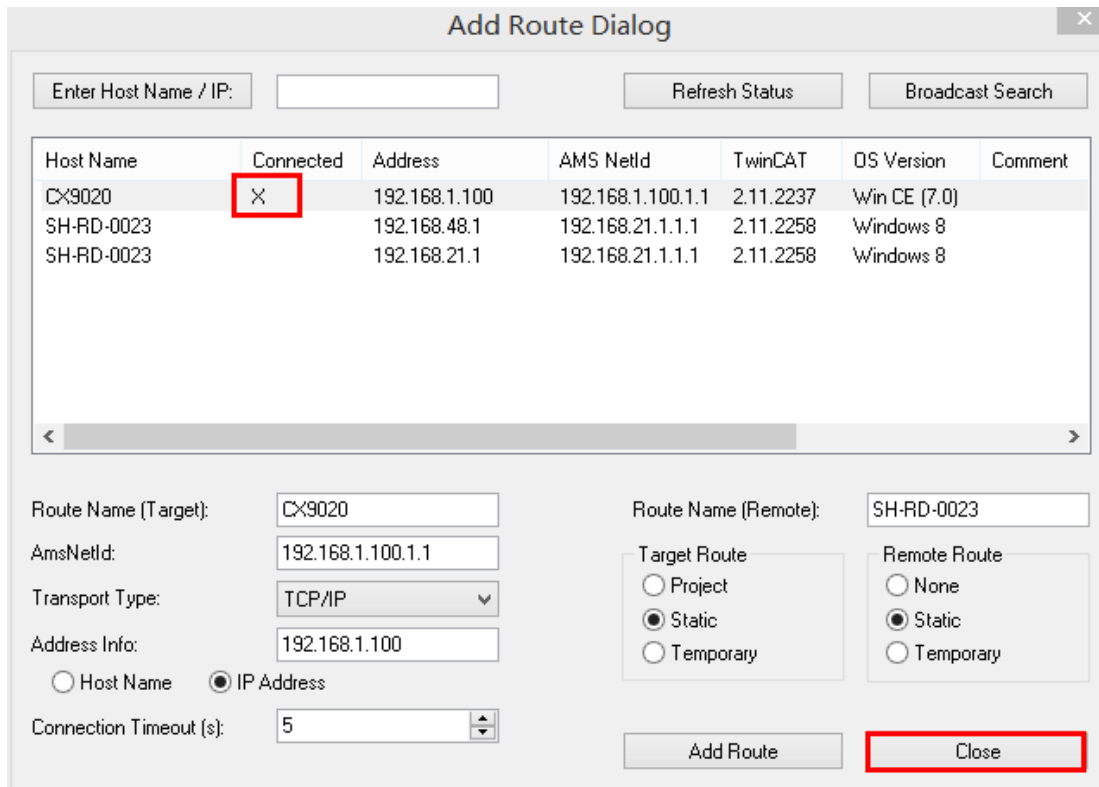 Add Route Dialog
Enter Host Name / IP: Refresh Status Broadcast Search
Host Name Connected Address AMS NetId TwinCAT OS Version Comment
CX9020 X 192.168.1.100 192.168.1.100.1.1 2.11.2237 Win CE (7.0)
SH-RD-0023 192.168.48.1 192.168.21.1.1.1 2.11.2258 Windows 8
SH-RD-0023 192.168.21.1 192.168.21.1.1.1 2.11.2258 Windows 8
Route Name (Target): CX9020 Route Name (Remote): SH-RD-0023
AmsNetId: 192.168.1.100.1.1 Target Route Remote Route
Project None
Transport Type: TCP/IP
Static Static
Address Info: 192.168.1.100 Temporary Temporary
Host Name IP Address
Connection Timeout (s): 5
Add Route Close